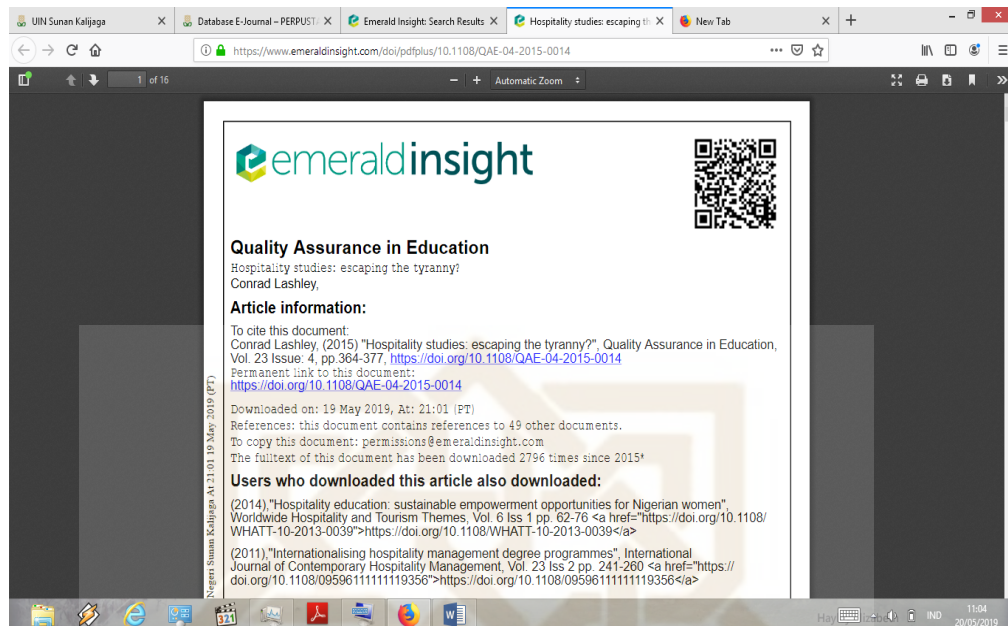 UIN Sunan Kalijaga
Database E-Journal – PERPUSTA
Emerald Insight: Search Results
Hospitality studies: escaping th
New Tab
https://www.emeraldinsight.com/doi/pdfplus/10.1108/QAE-04-2015-0014
1 of 16
Automatic Zoom
emeraldinsight
Quality Assurance in Education
Hospitality studies: escaping the tyranny?
Conrad Lashley,
Article information:
To cite this document:
Conrad Lashley, (2015) "Hospitality studies: escaping the tyranny?", Quality Assurance in Education,
Vol. 23 Issue: 4, pp.364-377, https://doi.org/10.1108/QAE-04-2015-0014
Permanent link to this document:
https://doi.org/10.1108/QAE-04-2015-0014
Downloaded on: 19 May 2019, At: 21:01 (PT)
References: this document contains references to 49 other documents.
To copy this document: permissions@emeraldinsight.com
The fulltext of this document has been downloaded 2796 times since 2015*
Users who downloaded this article also downloaded:
(2014),"Hospitality education: sustainable empowerment opportunities for Nigerian women",
Worldwide Hospitality and Tourism Themes, Vol. 6 Iss 1 pp. 62-76 <a href="https://doi.org/10.1108/
WHATT-10-2013-0039">https://doi.org/10.1108/WHATT-10-2013-0039</a>
(2011),"Internationalising hospitality management degree programmes", International
Journal of Contemporary Hospitality Management, Vol. 23 Iss 2 pp. 241-260 <a href="https://
doi.org/10.1108/09596111111119356">https://doi.org/10.1108/09596111111119356</a>
Negeri Sunan Kalijaga At 21:01 19 May 2019 (PT)
321
IND
11:04
20/05/2019